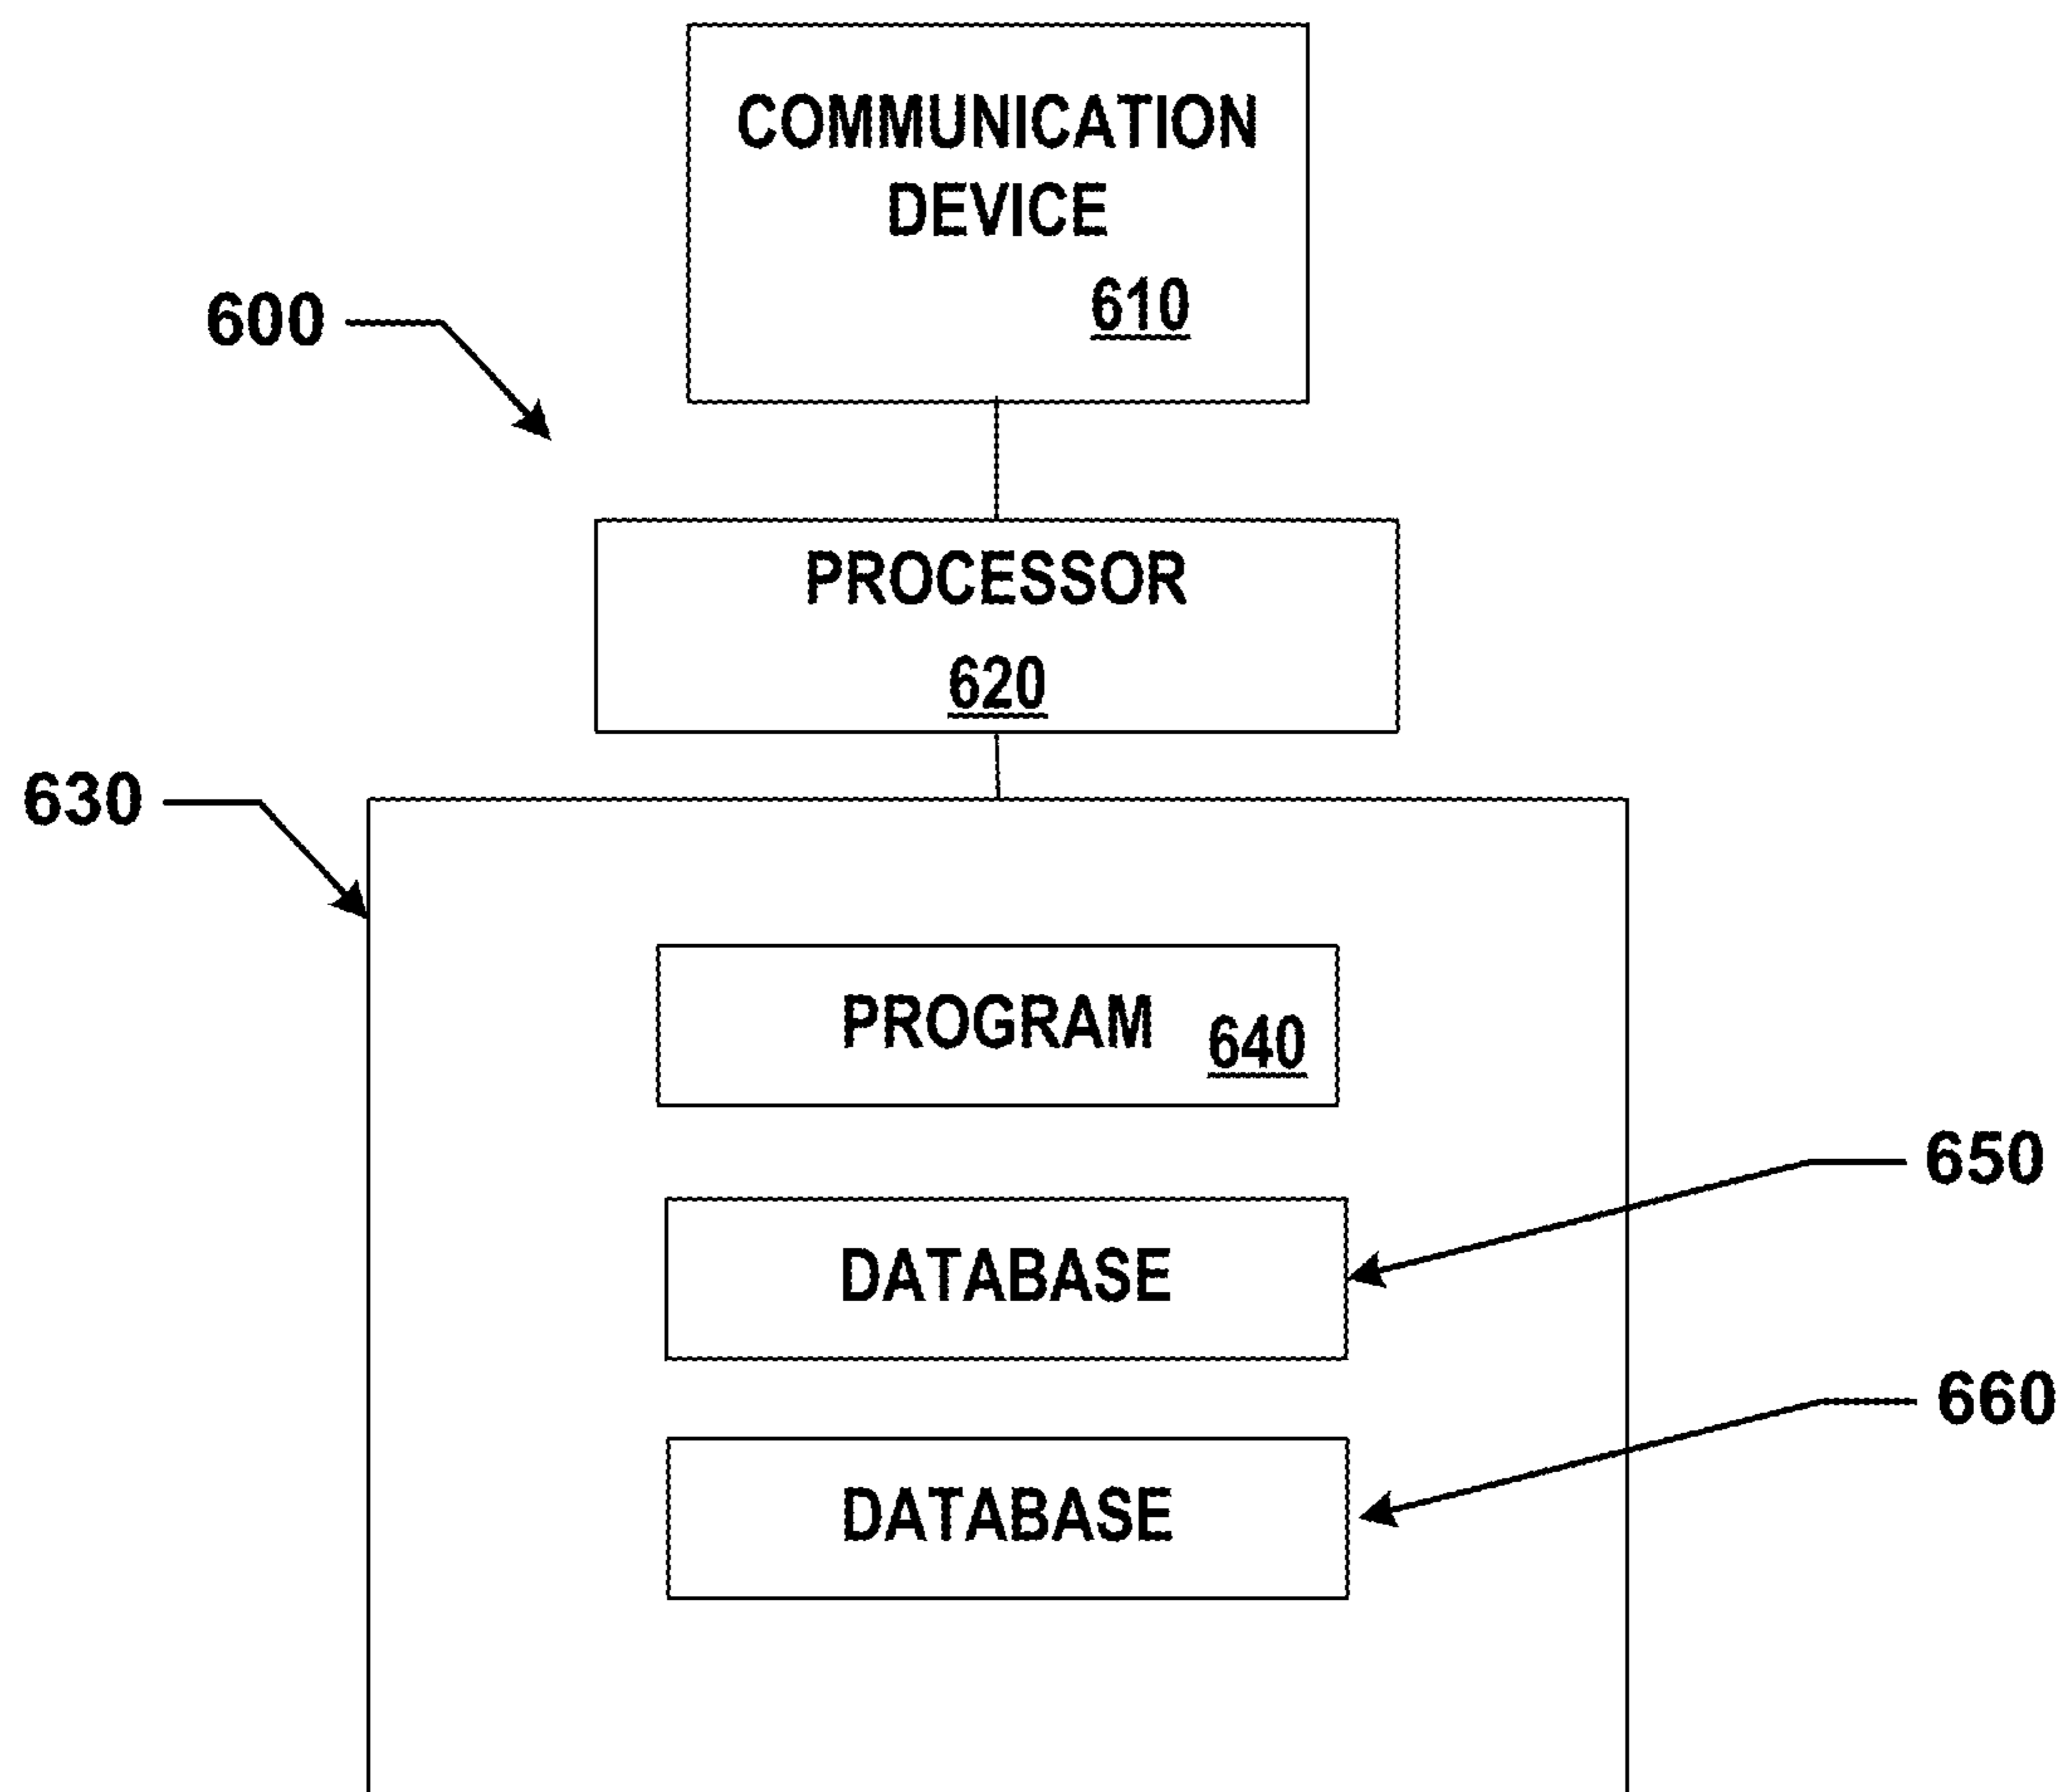 COMMUNICATION
DEVICE
610
600
PROCESSOR
620
630
PROGRAM 640
650
DATABASE
660
DATABASE